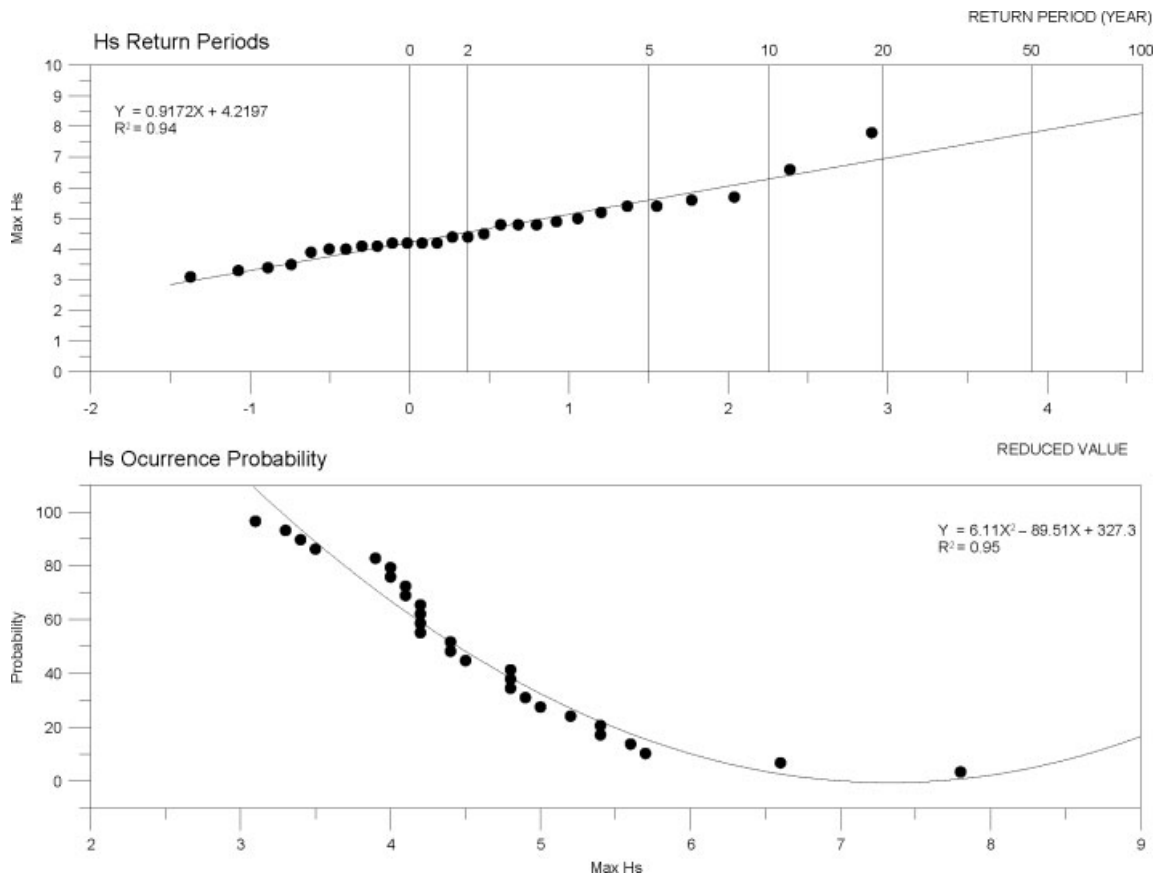 RETURN PERIOD (YEAR)
Hs Return Periods
0 2 5 10 20 50 100
10
9
8
7
6
5
4
3
2
1
0
Y = 0.9172X + 4.2197
R² = 0.94
Max Hs
-2 -1 0 1 2 3 4
REDUCED VALUE
Hs Ocurrence Probability
100
80
60
40
20
0
Y = 6.11X² – 89.51X + 327.3
R² = 0.95
Probability
2 3 4 5 6 7 8 9
Max Hs